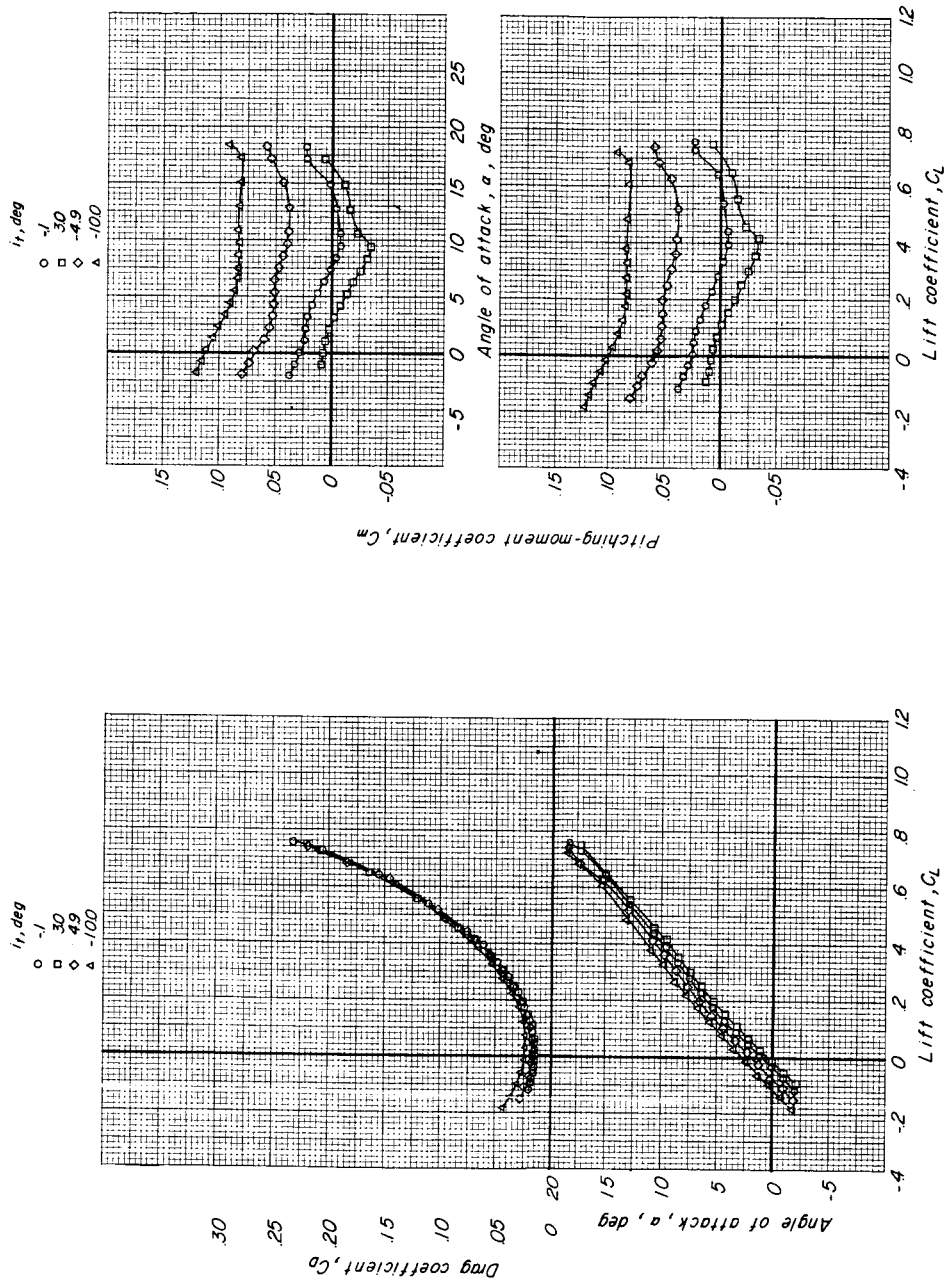 i_t, deg
○ -.1
□ 3.0
◇ -4.9
△ -10.0
.30
.25
.20
.15
.10
.05
0
Drag coefficient, C_D
20
15
10
5
0
-5
Angle of attack, α, deg
-.4 -.2 0 .2 .4 .6 .8 1.0 1.2
Lift coefficient, C_L
i_t, deg
○ -.1
□ 3.0
◇ -4.9
△ -10.0
.15
.10
.05
0
-.05
-5 0 5 10 15 20 25
Angle of attack, α, deg
Pitching-moment coefficient, C_m
.15
.10
.05
0
-.05
-.4 -.2 0 .2 .4 .6 .8 1.0 1.2
Lift coefficient, C_L